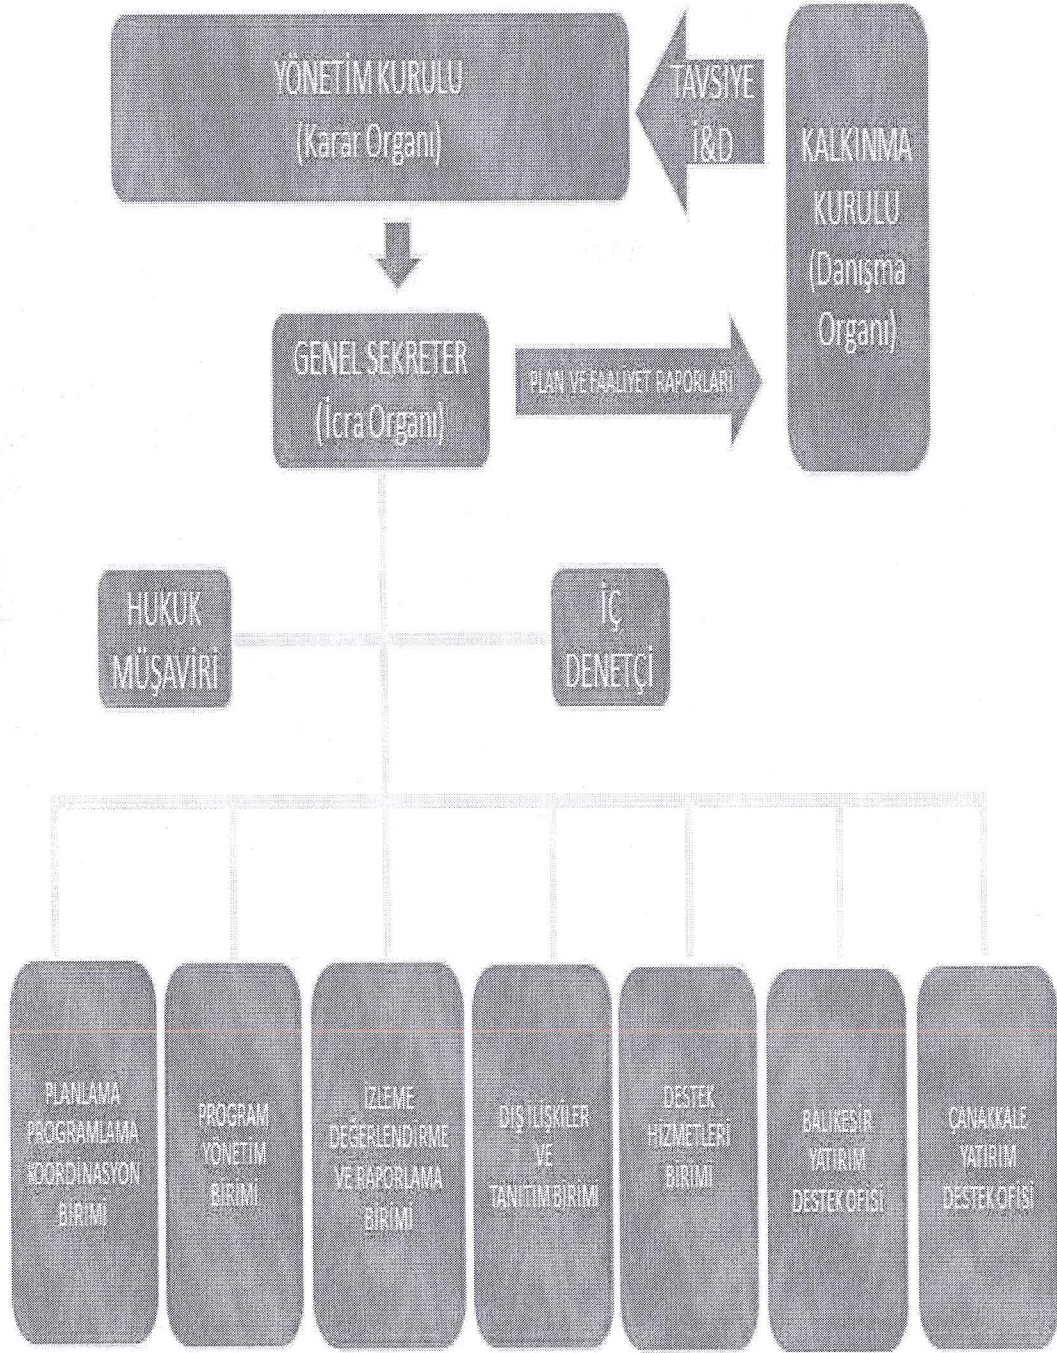 YÖNETİM KURULU
(Karar Organı)
TAVSİYE
İ&D
KALKINMA
KURULU
(Danışma
Organı)
GENEL SEKRETER
(İcra Organı)
PLAN VE FAALİYET RAPORLARI
HUKUK
MÜŞAVİRİ
İÇ
DENETÇİ
PLANLAMA
PROGRAMLAMA
KOORDİNASYON
BİRİMİ
PROGRAM
YÖNETİM
BİRİMİ
İZLEME
DEĞERLENDİRME
VE RAPORLAMA
BİRİMİ
DIŞ İLİŞKİLER
VE
TANITIM BİRİMİ
DESTEK
HİZMETLERİ
BİRİMİ
BALIKESİR
YATIRIM
DESTEK OFİSİ
ÇANAKKALE
YATIRIM
DESTEK OFİSİ